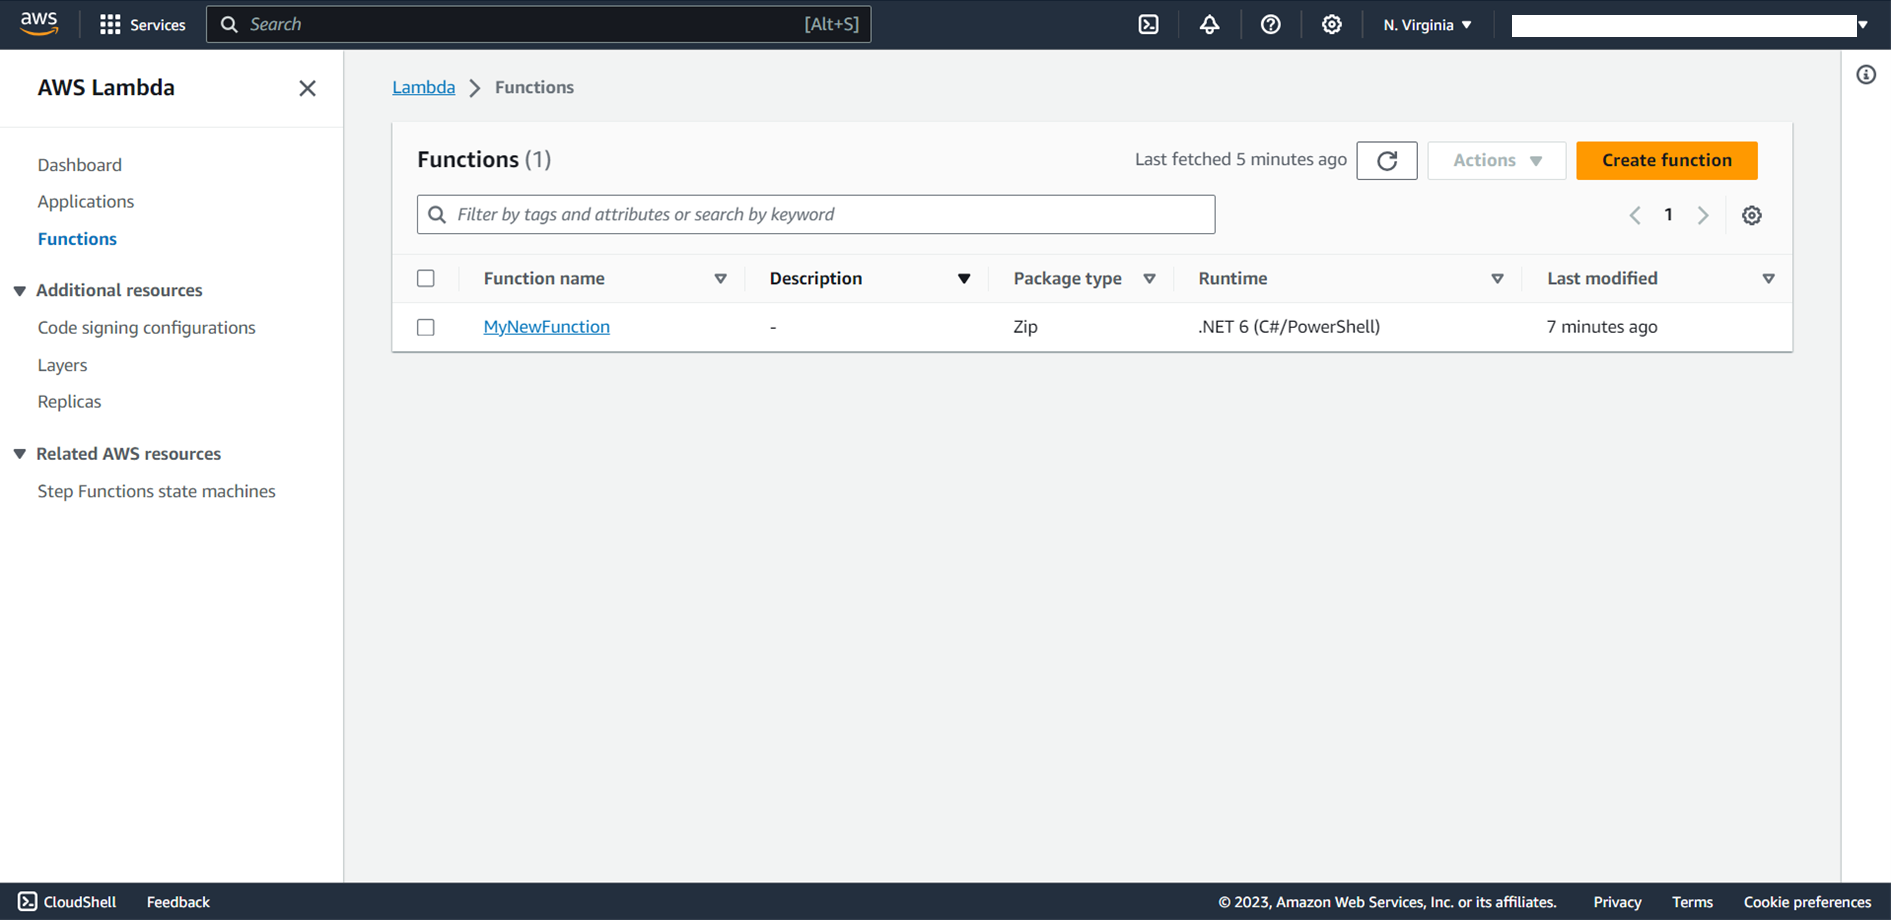 aws Services Search [Alt+S] N. Virginia
AWS Lambda
Dashboard
Applications
Functions
Additional resources
Code signing configurations
Layers
Replicas
Related AWS resources
Step Functions state machines
Lambda Functions
Functions (1) Last fetched 5 minutes ago Actions Create function
Filter by tags and attributes or search by keyword 1
Function name Description Package type Runtime Last modified
MyNewFunction - Zip .NET 6 (C#/PowerShell) 7 minutes ago
CloudShell Feedback © 2023, Amazon Web Services, Inc. or its affiliates. Privacy Terms Cookie preferences